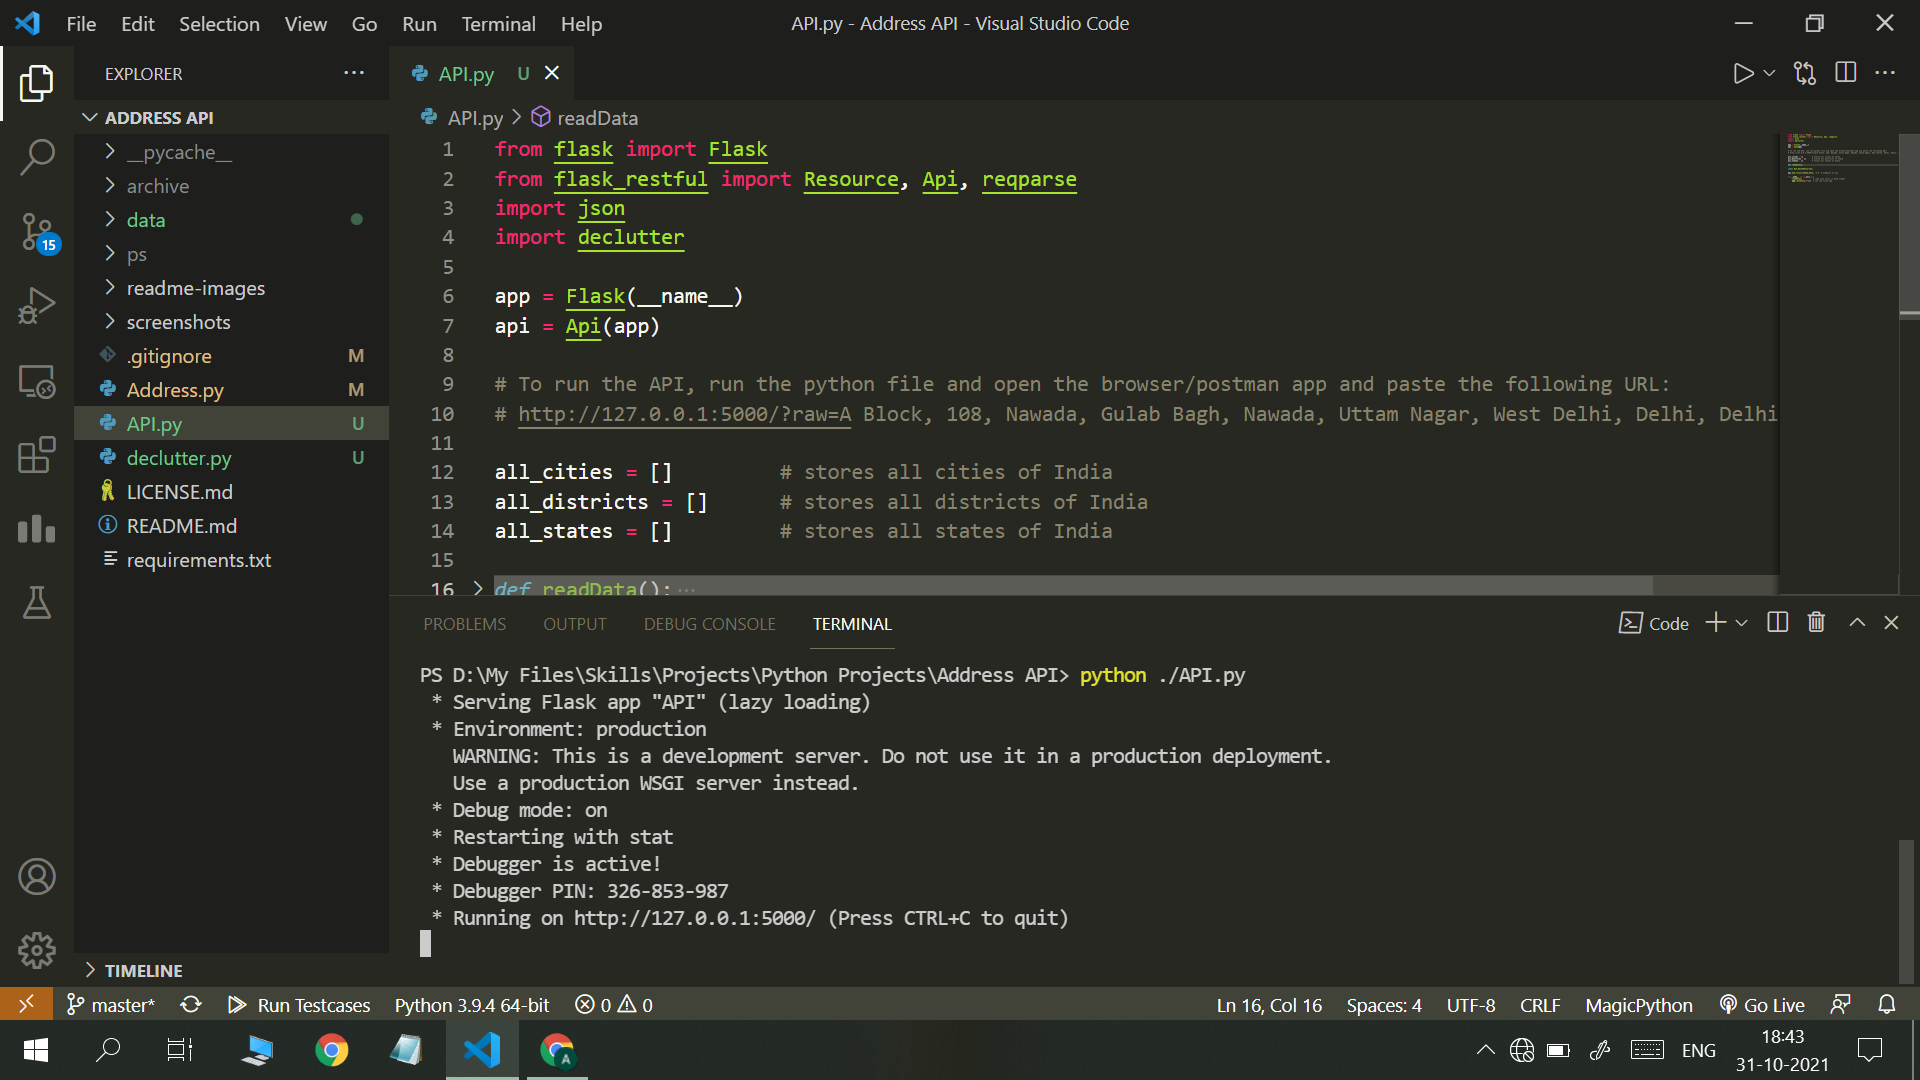 File Edit Selection View Go Run Terminal Help
API.py - Address API - Visual Studio Code
EXPLORER ···
API.py U
ADDRESS API
API.py > readData
__pycache__
archive
data
ps
readme-images
screenshots
.gitignore M
Address.py M
API.py U
declutter.py U
LICENSE.md
README.md
requirements.txt
15
1 from flask import Flask
2 from flask_restful import Resource, Api, reqparse
3 import json
4 import declutter
5
6 app = Flask(__name__)
7 api = Api(app)
8
9 # To run the API, run the python file and open the browser/postman app and paste the following URL:
10 # http://127.0.0.1:5000/?raw=A Block, 108, Nawada, Gulab Bagh, Nawada, Uttam Nagar, West Delhi, Delhi, Delhi
11
12 all_cities = [] # stores all cities of India
13 all_districts = [] # stores all districts of India
14 all_states = [] # stores all states of India
15
16 def readData():···
PROBLEMS OUTPUT DEBUG CONSOLE TERMINAL
Code
PS D:\My Files\Skills\Projects\Python Projects\Address API> python ./API.py
* Serving Flask app "API" (lazy loading)
* Environment: production
WARNING: This is a development server. Do not use it in a production deployment.
Use a production WSGI server instead.
* Debug mode: on
* Restarting with stat
* Debugger is active!
* Debugger PIN: 326-853-987
* Running on http://127.0.0.1:5000/ (Press CTRL+C to quit)
TIMELINE
master* Run Testcases Python 3.9.4 64-bit 0 0
Ln 16, Col 16 Spaces: 4 UTF-8 CRLF MagicPython Go Live
A
ENG
18:43
31-10-2021